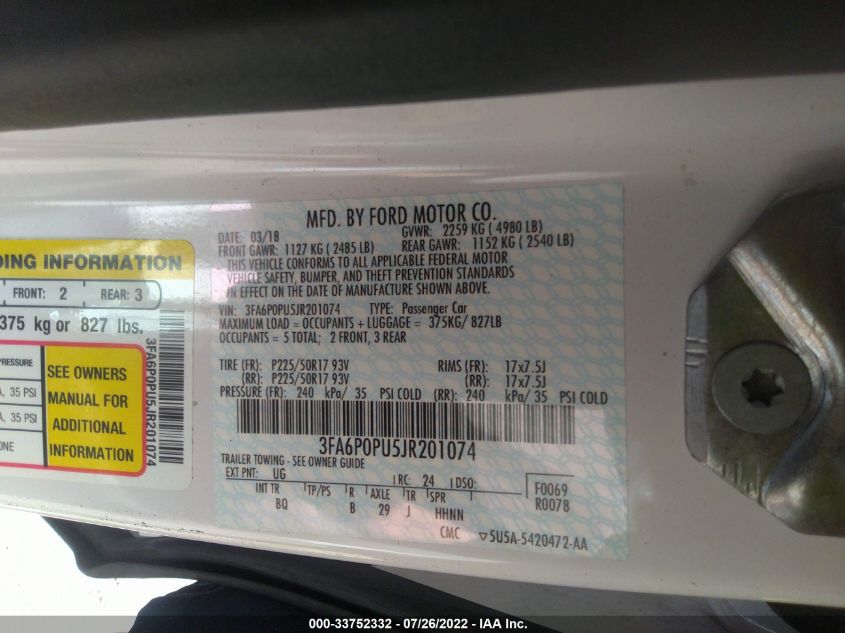 MFD. BY FORD MOTOR CO.
DATE: 03/18 GVWR: 2259 KG ( 4980 LB)
FRONT GAWR: 1127 KG ( 2485 LB) REAR GAWR: 1152 KG ( 2540 LB)
THIS VEHICLE CONFORMS TO ALL APPLICABLE FEDERAL MOTOR
VEHICLE SAFETY, BUMPER, AND THEFT PREVENTION STANDARDS
IN EFFECT ON THE DATE OF MANUFACTURE SHOWN ABOVE.
VIN: 3FA6P0PU5JR201074 TYPE: Passenger Car
MAXIMUM LOAD = OCCUPANTS + LUGGAGE = 375KG/ 827LB
OCCUPANTS = 5 TOTAL; 2 FRONT, 3 REAR
TIRE (FR): P225/50R17 93V RIMS (FR): 17x7.5J
(RR): P225/50R17 93V (RR): 17x7.5J
PRESSURE (FR): 240 kPa/ 35 PSI COLD (RR): 240 kPa/ 35 PSI COLD
3FA6P0PU5JR201074
TRAILER TOWING - SEE OWNER GUIDE
EXT PNT: UG RC: 24 DSO:
INT TR TP/PS R AXLE TR SPR
BQ B 29 J HHNN
F0069
R0078
CMC ▽5U5A-5420472-AA
DING INFORMATION
FRONT: 2 REAR: 3
375 kg or 827 lbs.
PRESSURE
A, 35 PSI
A, 35 PSI
ONE
SEE OWNERS
MANUAL FOR
ADDITIONAL
INFORMATION
3FA6P0PU5JR201074
000-33752332 / 07/26/2022 / IAA Inc.